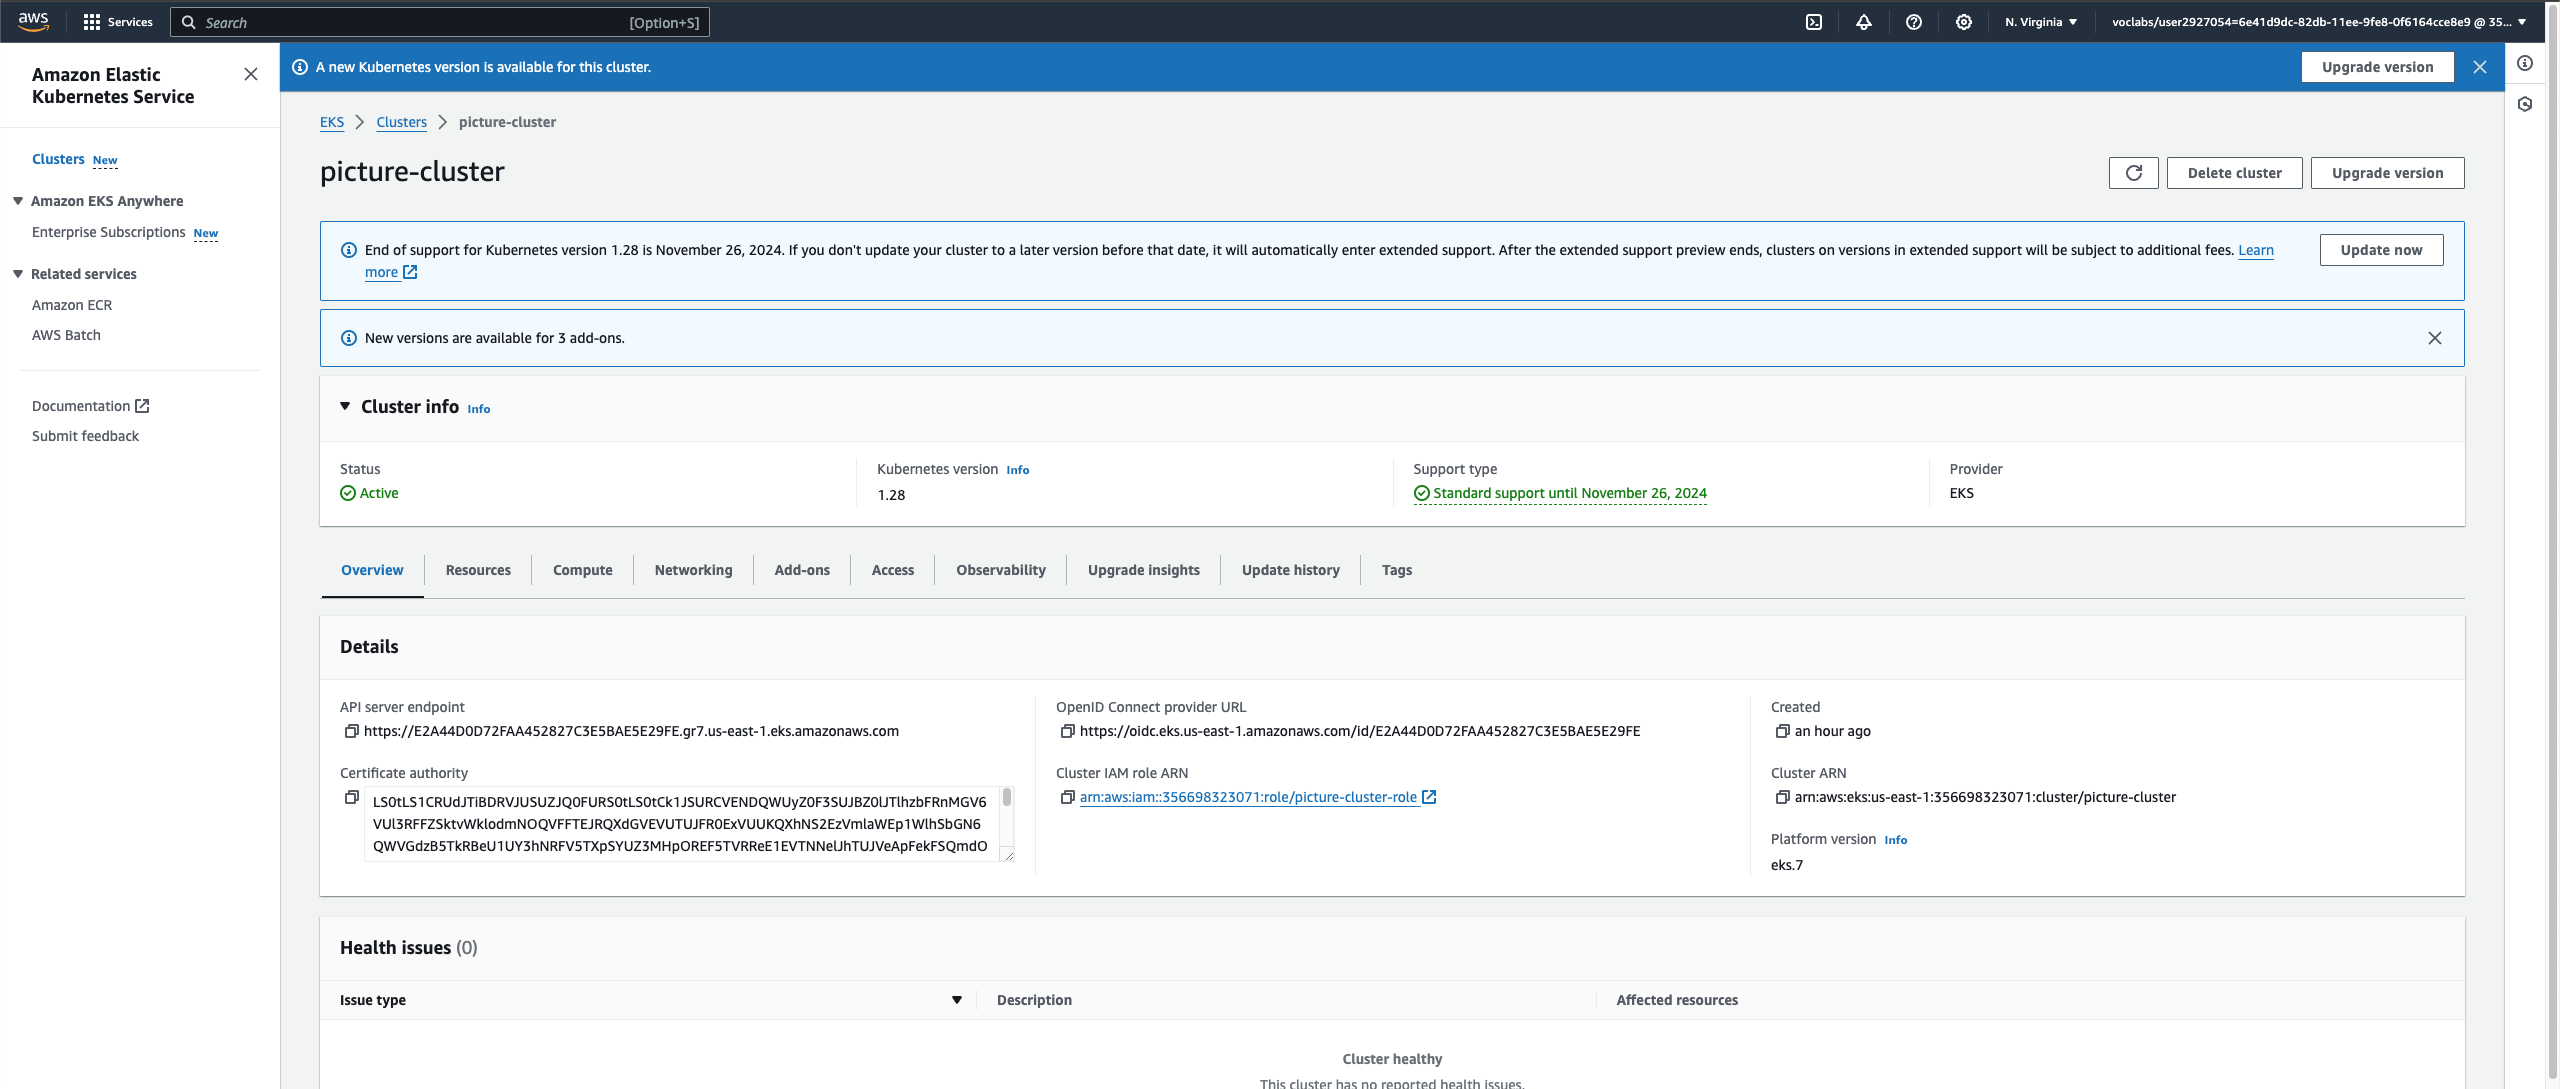 aws
Services
Search
[Option+S]
N. Virginia
voclabs/user2927054=6e41d9dc-82db-11ee-9fe8-0f6164cce8e9 @ 35...
Amazon Elastic
Kubernetes Service
Clusters New
Amazon EKS Anywhere
Enterprise Subscriptions New
Related services
Amazon ECR
AWS Batch
Documentation
Submit feedback
A new Kubernetes version is available for this cluster.
Upgrade version
EKS
Clusters
picture-cluster
picture-cluster
Delete cluster
Upgrade version
End of support for Kubernetes version 1.28 is November 26, 2024. If you don't update your cluster to a later version before that date, it will automatically enter extended support. After the extended support preview ends, clusters on versions in extended support will be subject to additional fees. Learn
more
Update now
New versions are available for 3 add-ons.
Cluster info Info
Status
Active
Kubernetes version Info
1.28
Support type
Standard support until November 26, 2024
Provider
EKS
Overview
Resources
Compute
Networking
Add-ons
Access
Observability
Upgrade insights
Update history
Tags
Details
API server endpoint
https://E2A44D0D72FAA452827C3E5BAE5E29FE.gr7.us-east-1.eks.amazonaws.com
Certificate authority
OpenID Connect provider URL
https://oidc.eks.us-east-1.amazonaws.com/id/E2A44D0D72FAA452827C3E5BAE5E29FE
Cluster IAM role ARN
arn:aws:iam::356698323071:role/picture-cluster-role
Created
an hour ago
Cluster ARN
arn:aws:eks:us-east-1:356698323071:cluster/picture-cluster
Platform version Info
eks.7
Health issues (0)
Issue type
Description
Affected resources
Cluster healthy
This cluster has no reported health issues.